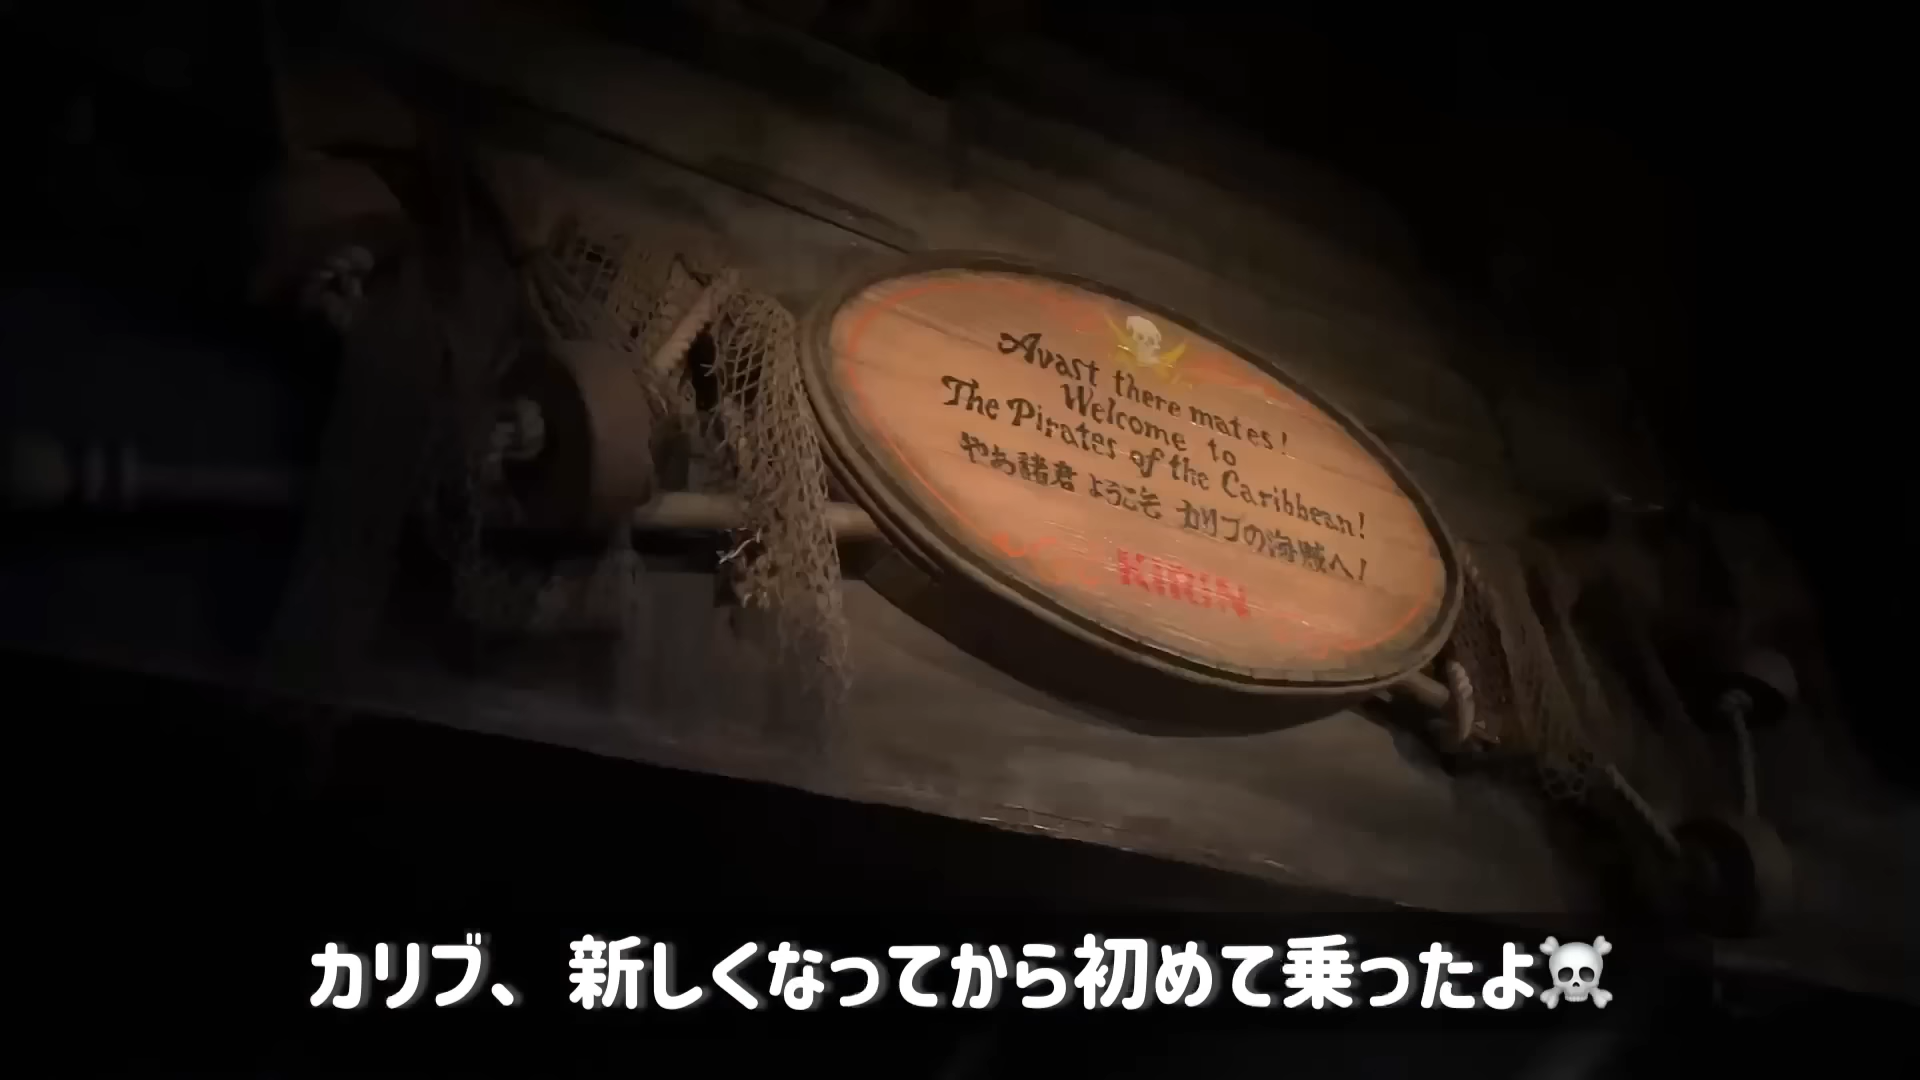 Avast there mates!
Welcome to
The Pirates of the Caribbean!
やあ諸君 ようこそ カリブの海賊へ!
KIRIN
カリブ、新しくなってから初めて乗ったよ☠️